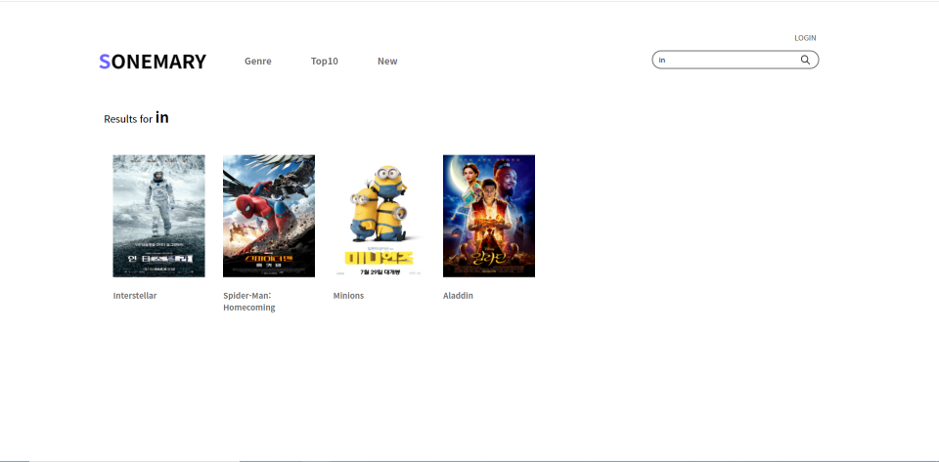 LOGIN
SONEMARY
Genre
Top10
New
in
Results for in
인터스텔라
스파이더맨
홈커밍
미니언즈
7월 29일 대개봉
알라딘
Interstellar
Spider-Man:
Homecoming
Minions
Aladdin